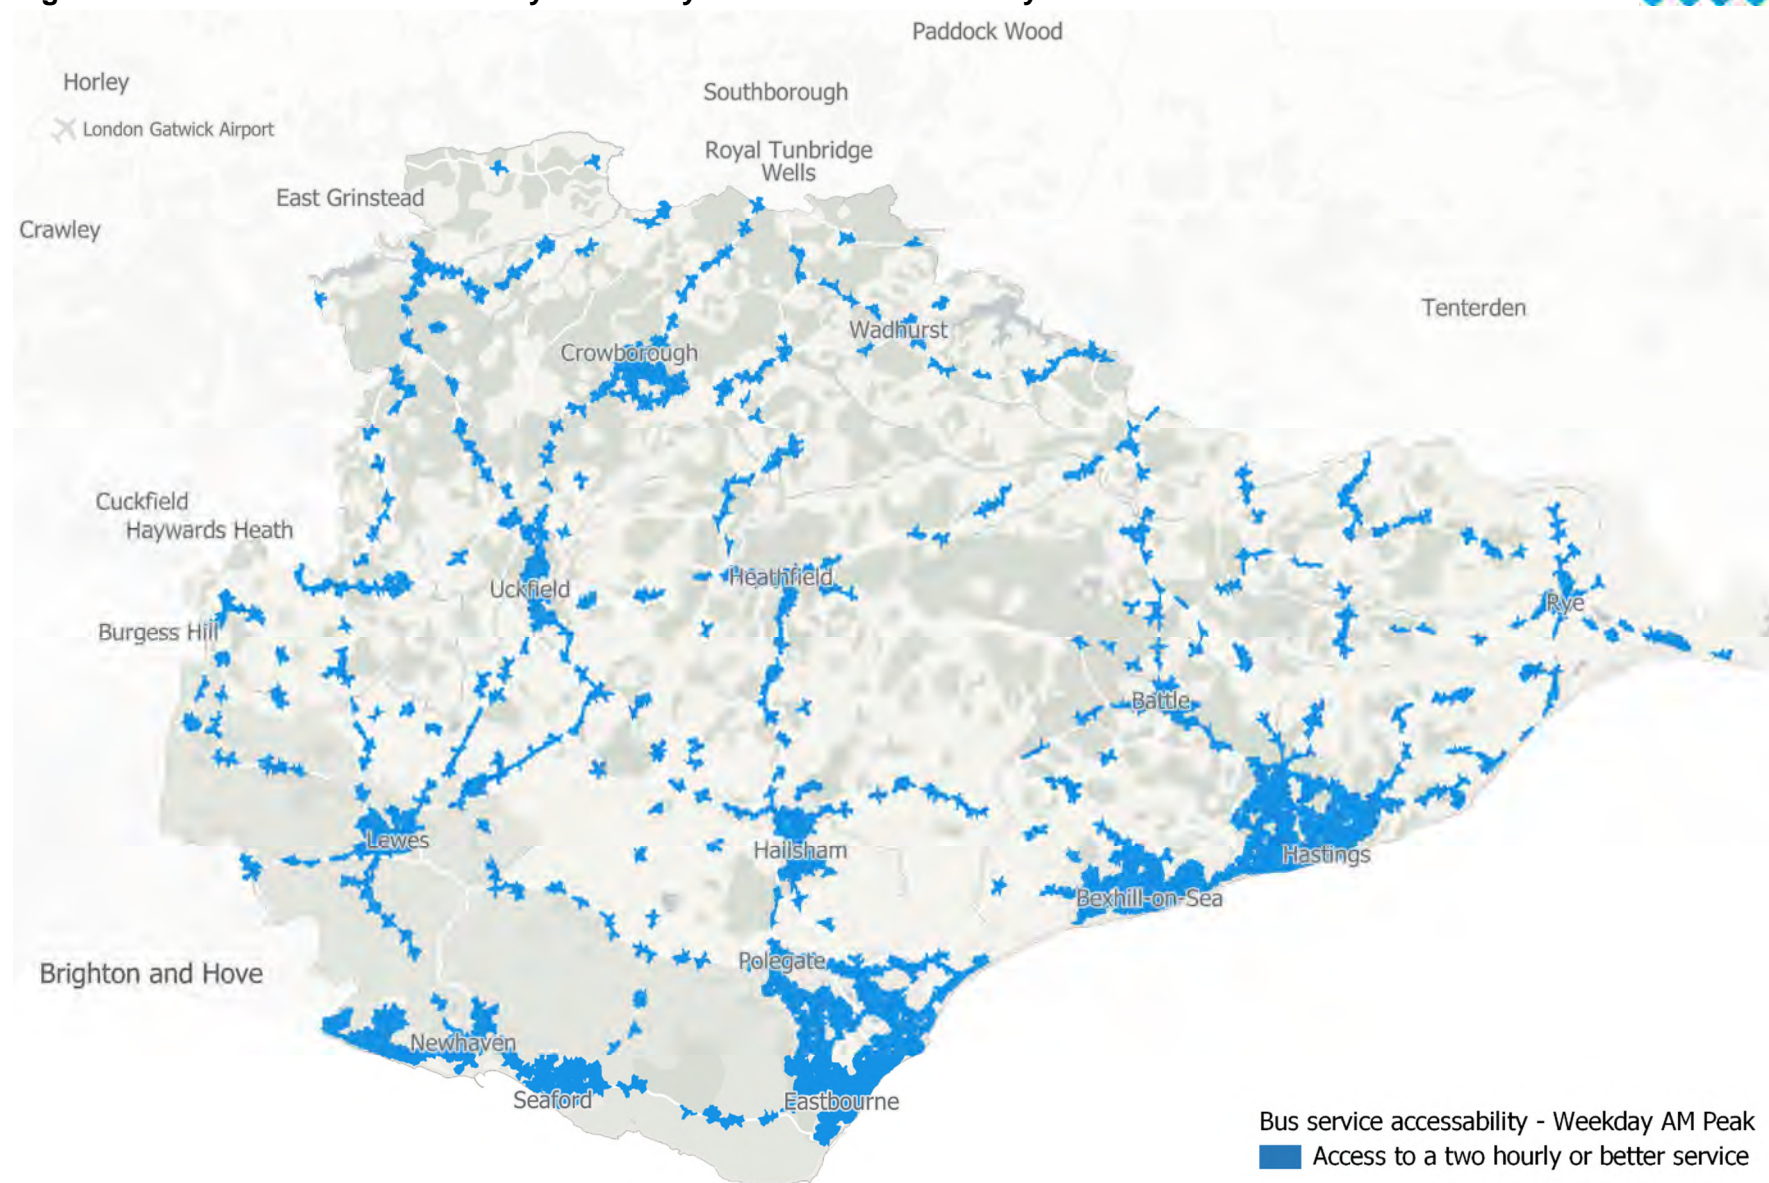 Paddock Wood
Horley
Southborough
London Gatwick Airport
Royal Tunbridge
Wells
East Grinstead
Crawley
Tenterden
Wadhurst
Crowborough
Cuckfield
Haywards Heath
Heathfield
Uckfield
Rye
Burgess Hill
Battle
Lewes
Hailsham
Hastings
Bexhill-on-Sea
Polegate
Brighton and Hove
Newhaven
Seaford
Eastbourne
Bus service accessability - Weekday AM Peak
Access to a two hourly or better service